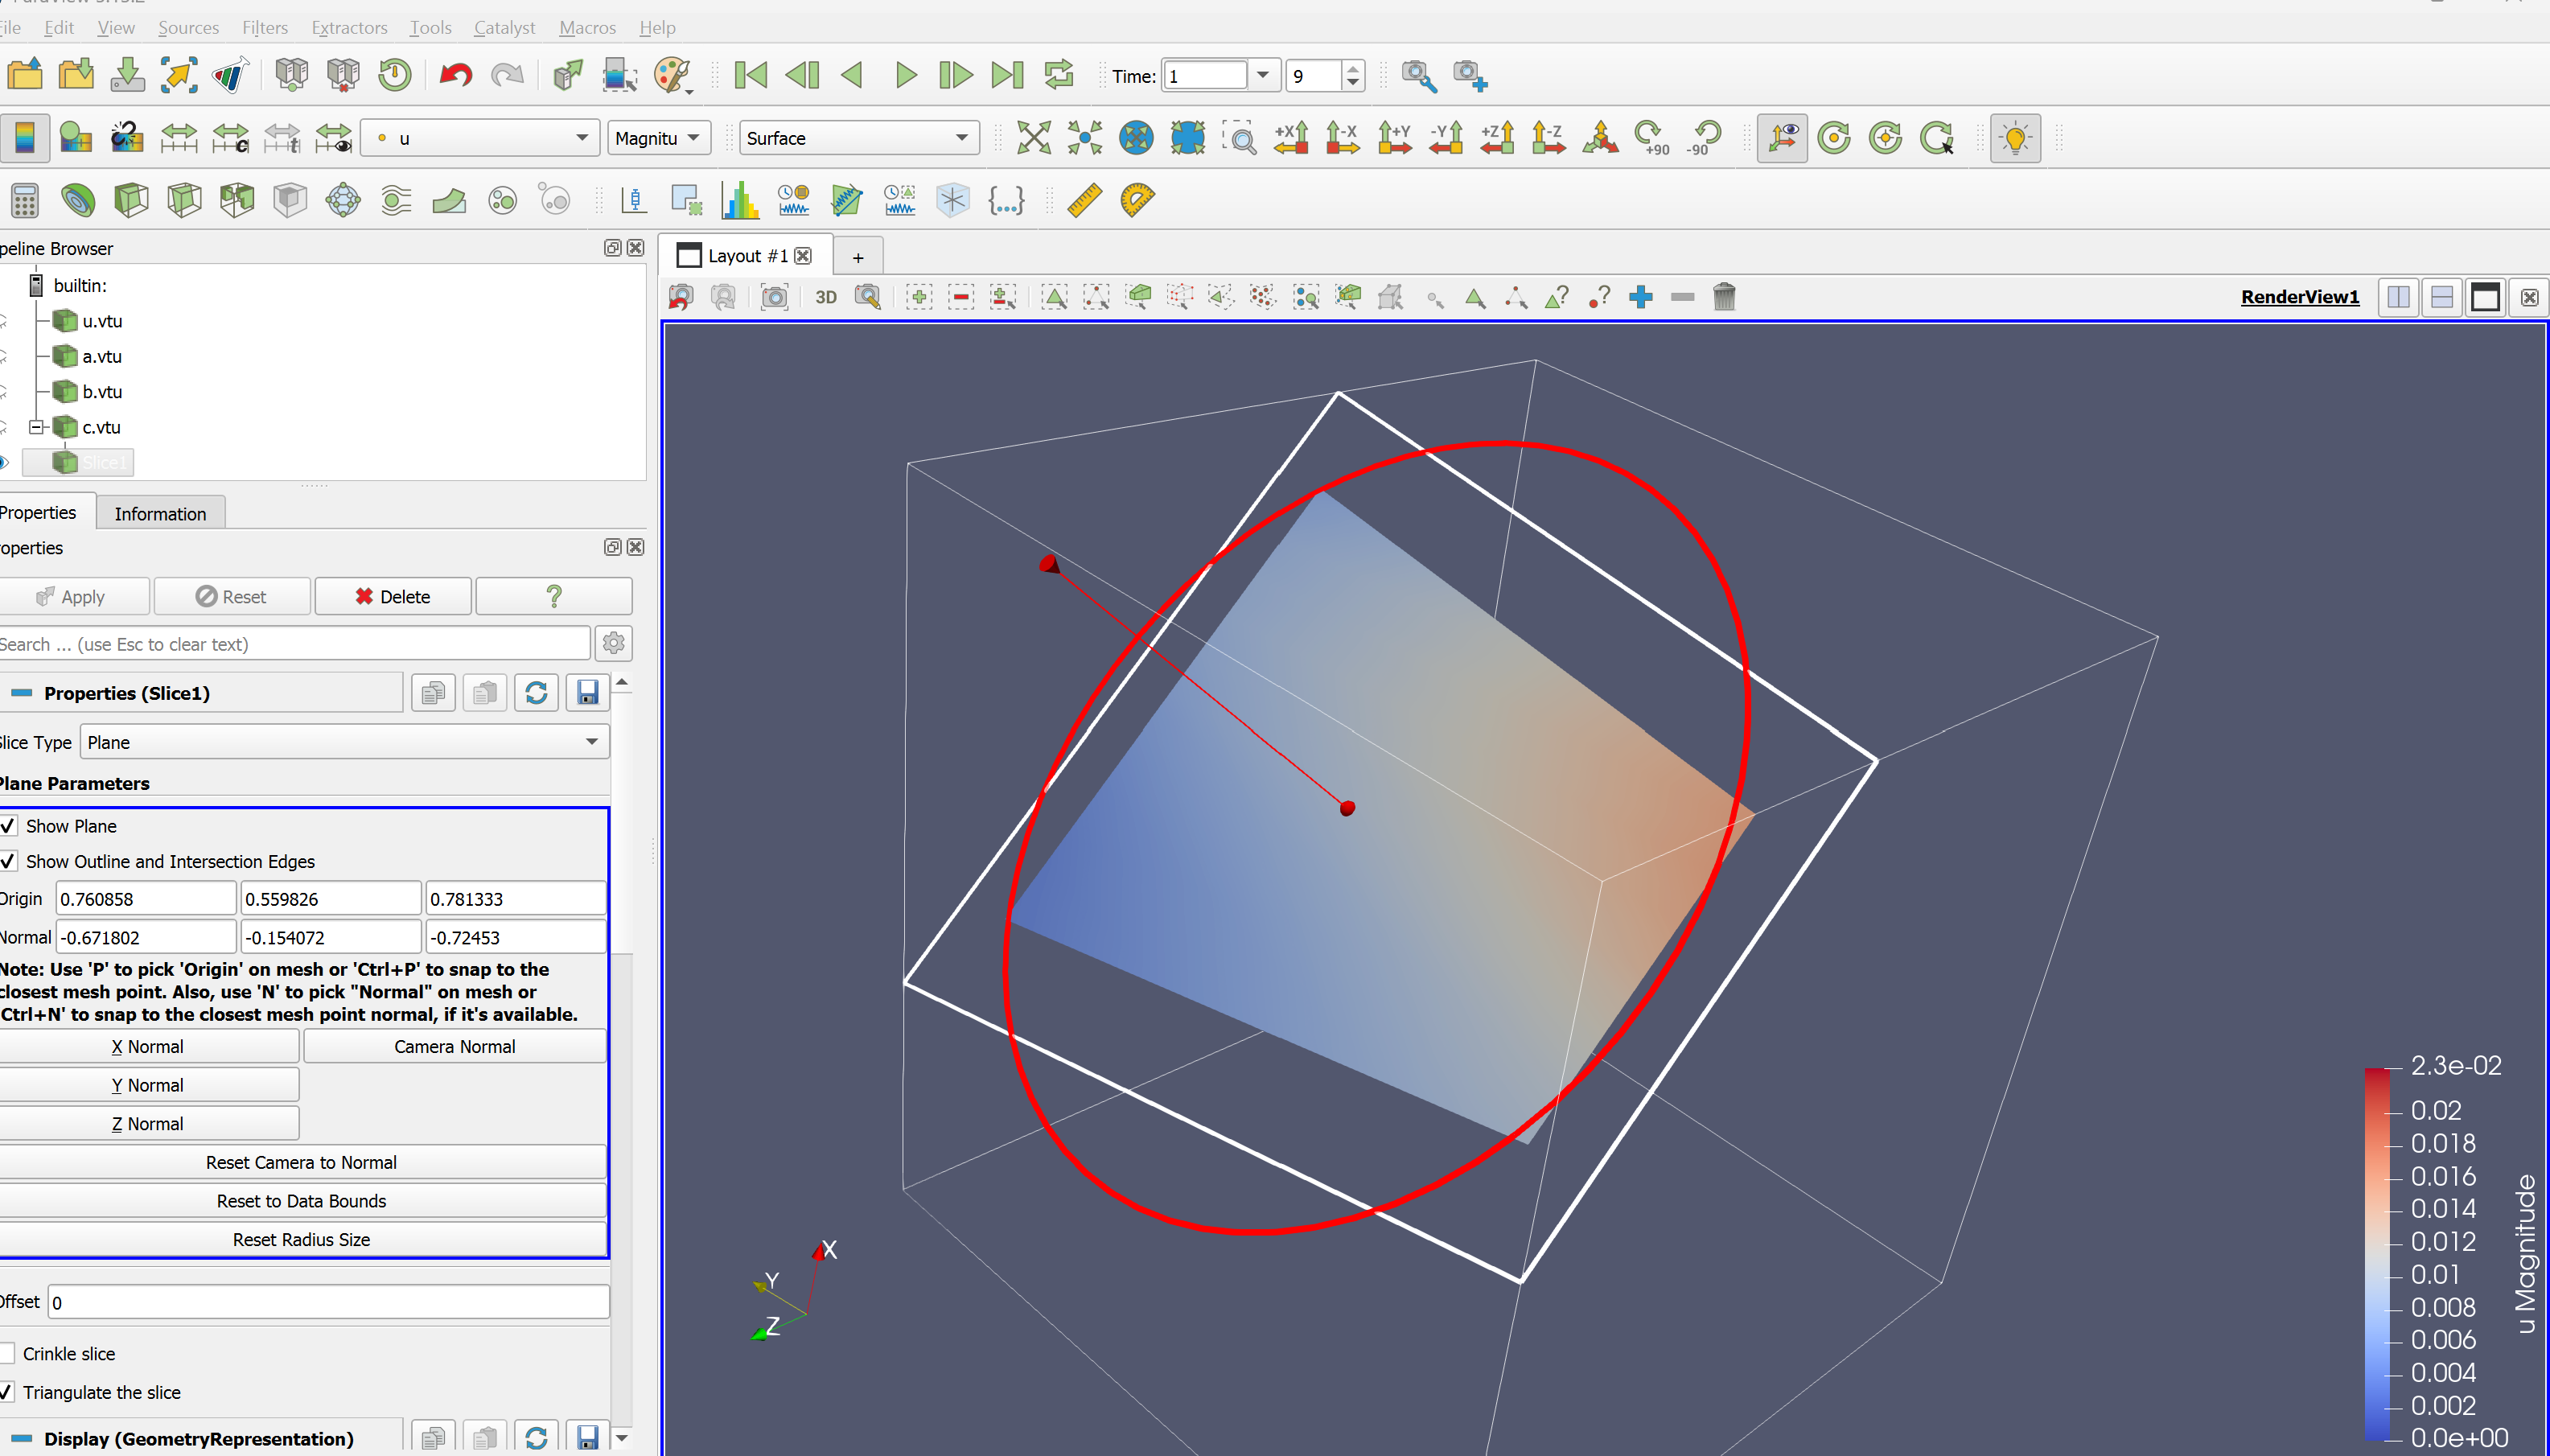 File Edit View Sources Filters Extractors Tools Catalyst Macros Help
Time: 1 9
u Magnitu Surface +X -X +Y -Y +Z -Z +90 -90
peline Browser
Layout #1 +
builtin:
3D RenderView1
u.vtu
a.vtu
b.vtu
c.vtu
Slice1
Properties Information
operties
Apply Reset Delete ?
Search ... (use Esc to clear text)
Properties (Slice1)
Slice Type Plane
Plane Parameters
Show Plane
Show Outline and Intersection Edges
Origin 0.760858 0.559826 0.781333
Normal -0.671802 -0.154072 -0.72453
Note: Use 'P' to pick 'Origin' on mesh or 'Ctrl+P' to snap to the
closest mesh point. Also, use 'N' to pick "Normal" on mesh or
'Ctrl+N' to snap to the closest mesh point normal, if it's available.
X Normal Camera Normal
Y Normal
Z Normal
Reset Camera to Normal
Reset to Data Bounds
Reset Radius Size
Offset 0
Crinkle slice
Triangulate the slice
Display (GeometryRepresentation)
X
Y
Z
2.3e-02
0.02
0.018
0.016
0.014
0.012
0.01
0.008
0.006
0.004
0.002
0.0e+00
u Magnitude